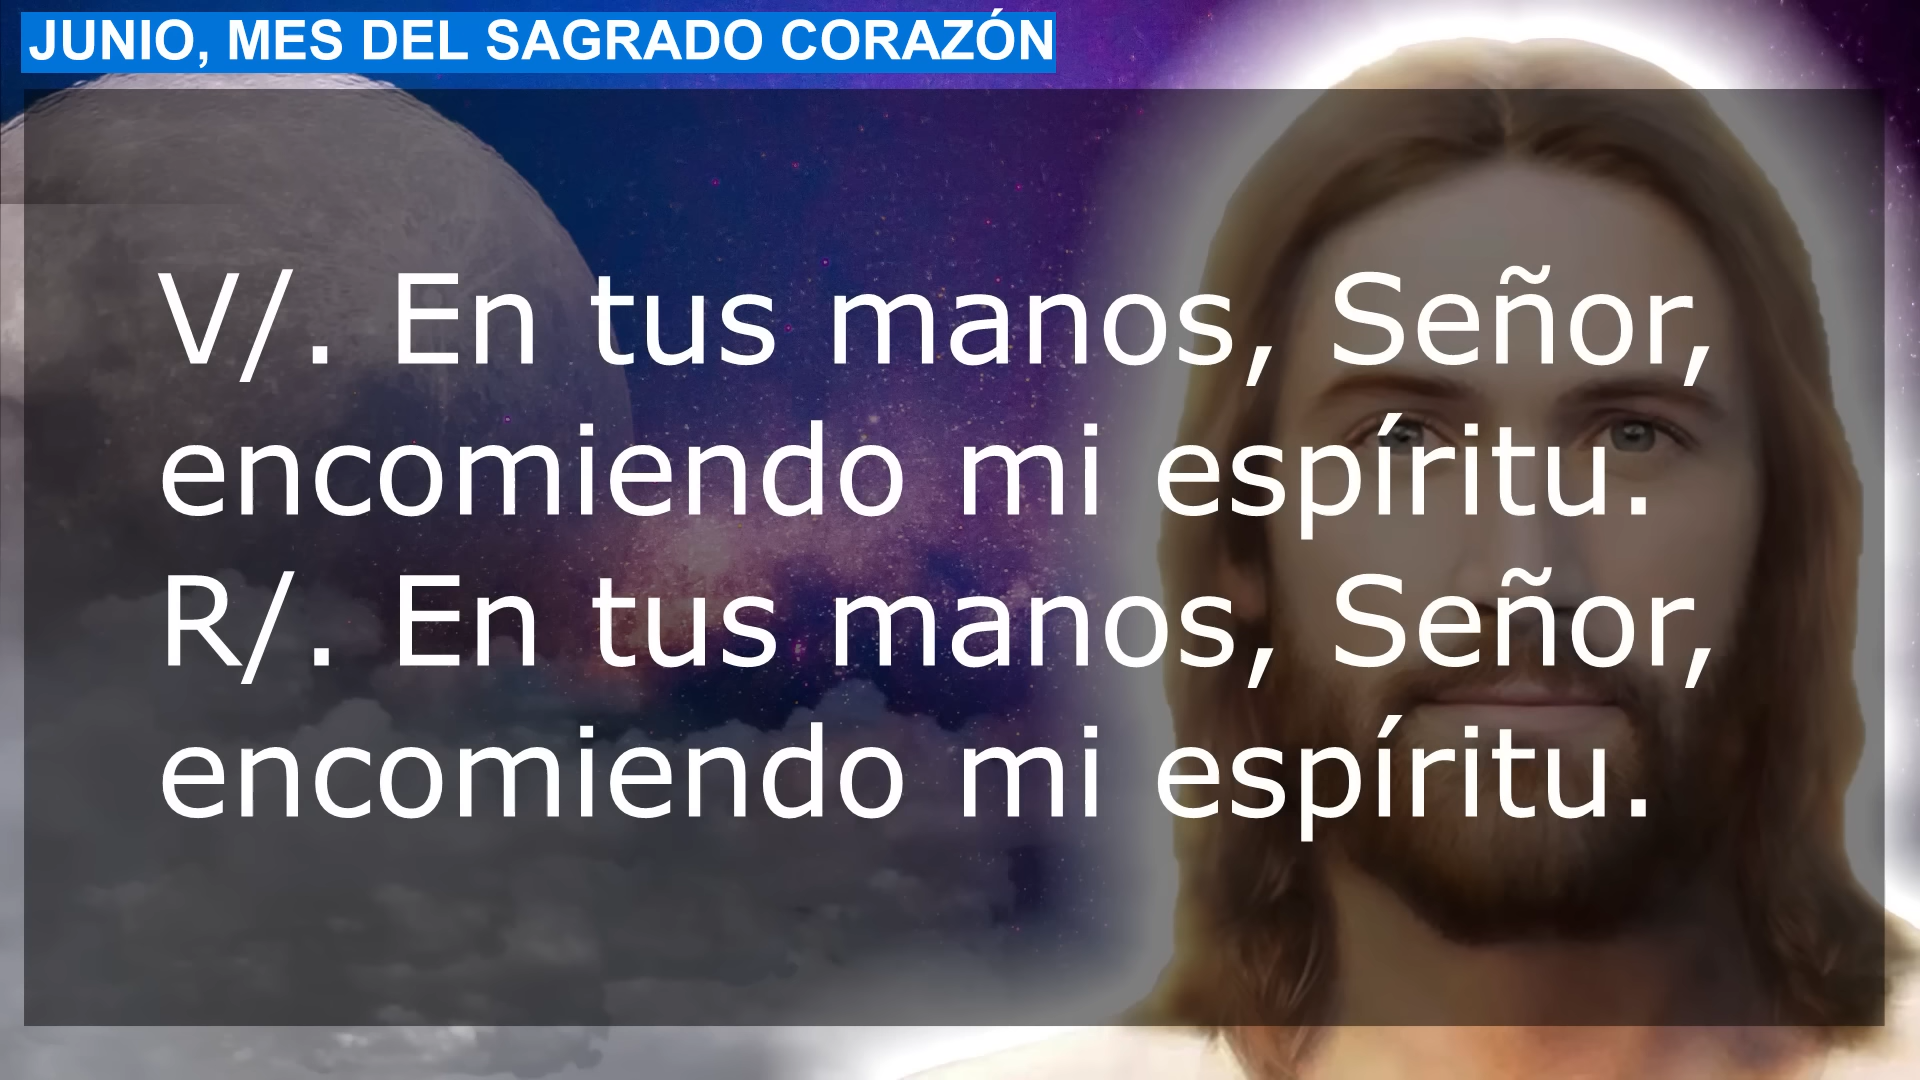 JUNIO, MES DEL SAGRADO CORAZÓN
V/. En tus manos, Señor,
encomiendo mi espíritu.
R/. En tus manos, Señor,
encomiendo mi espíritu.